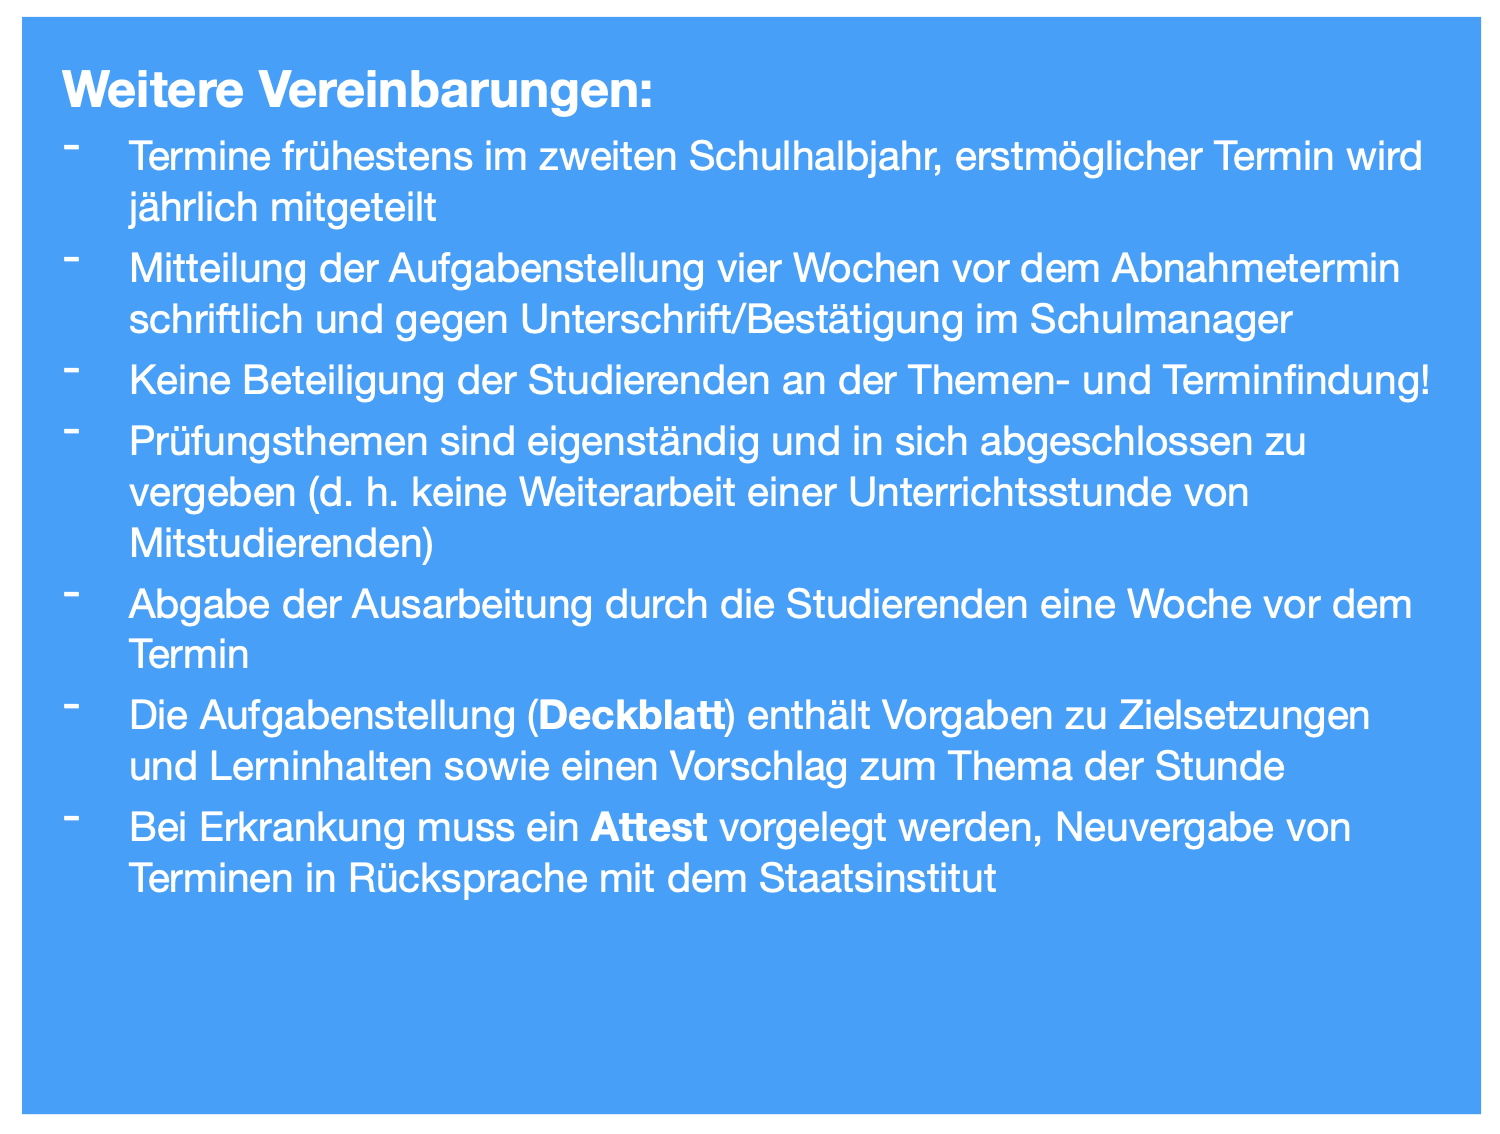 Weitere Vereinbarungen:
- Termine frühestens im zweiten Schulhalbjahr, erstmöglicher Termin wird
jährlich mitgeteilt
- Mitteilung der Aufgabenstellung vier Wochen vor dem Abnahmetermin
schriftlich und gegen Unterschrift/Bestätigung im Schulmanager
- Keine Beteiligung der Studierenden an der Themen- und Terminfindung!
- Prüfungsthemen sind eigenständig und in sich abgeschlossen zu
vergeben (d. h. keine Weiterarbeit einer Unterrichtsstunde von
Mitstudierenden)
- Abgabe der Ausarbeitung durch die Studierenden eine Woche vor dem
Termin
- Die Aufgabenstellung (Deckblatt) enthält Vorgaben zu Zielsetzungen
und Lerninhalten sowie einen Vorschlag zum Thema der Stunde
- Bei Erkrankung muss ein Attest vorgelegt werden, Neuvergabe von
Terminen in Rücksprache mit dem Staatsinstitut